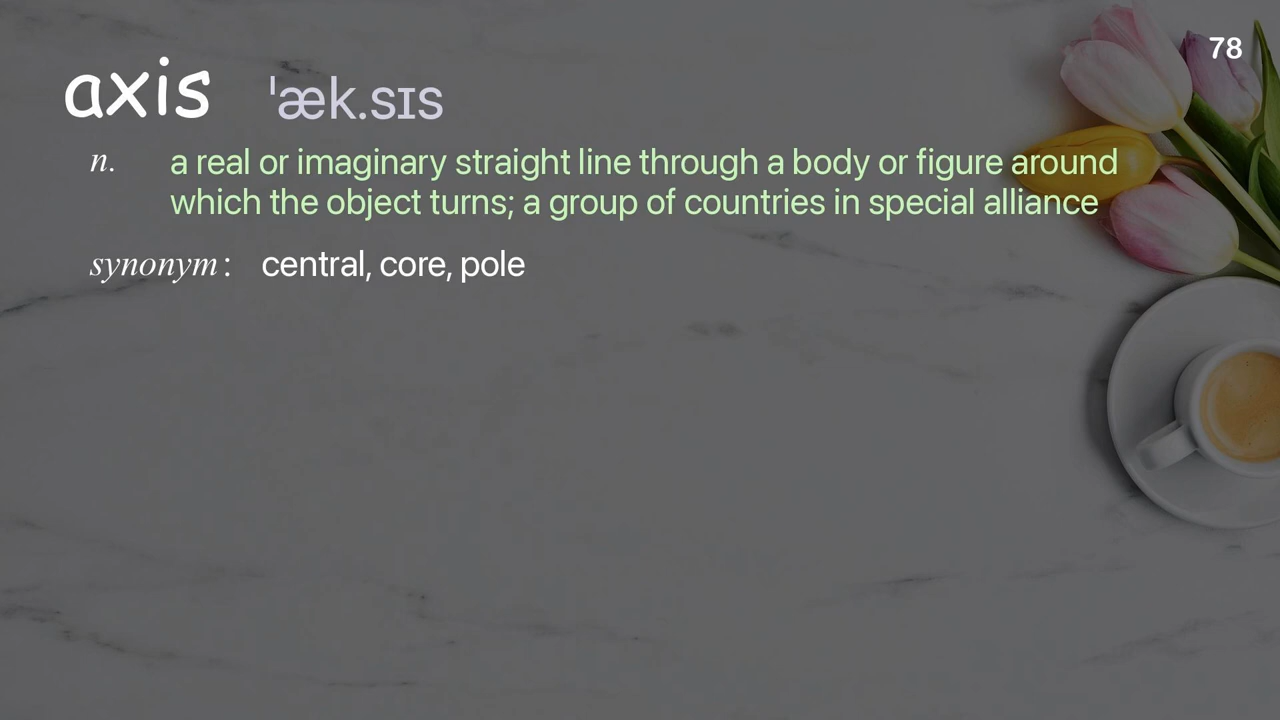 78
axis ˈæk.sɪs
n. a real or imaginary straight line through a body or figure around
which the object turns; a group of countries in special alliance
synonym : central, core, pole